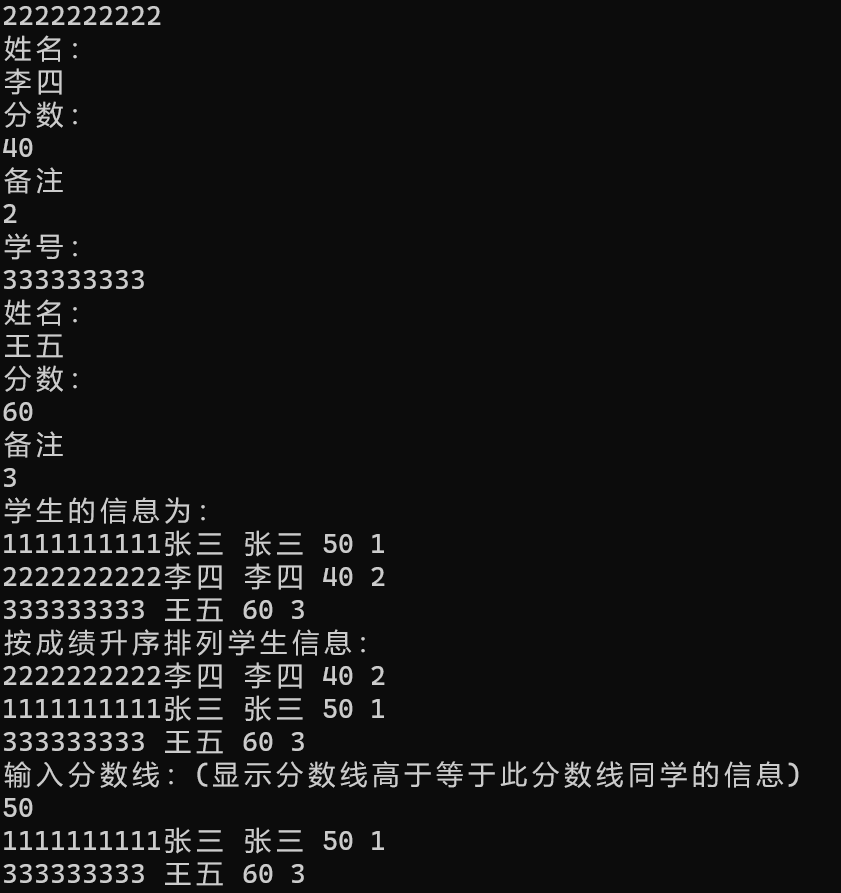 2222222222
姓名：
李四
分数：
40
备注
2
学号：
333333333
姓名：
王五
分数：
60
备注
3
学生的信息为：
1111111111张三 张三 50 1
2222222222李四 李四 40 2
333333333 王五 60 3
按成绩升序排列学生信息：
2222222222李四 李四 40 2
1111111111张三 张三 50 1
333333333 王五 60 3
输入分数线：(显示分数线高于等于此分数线同学的信息)
50
1111111111张三 张三 50 1
333333333 王五 60 3